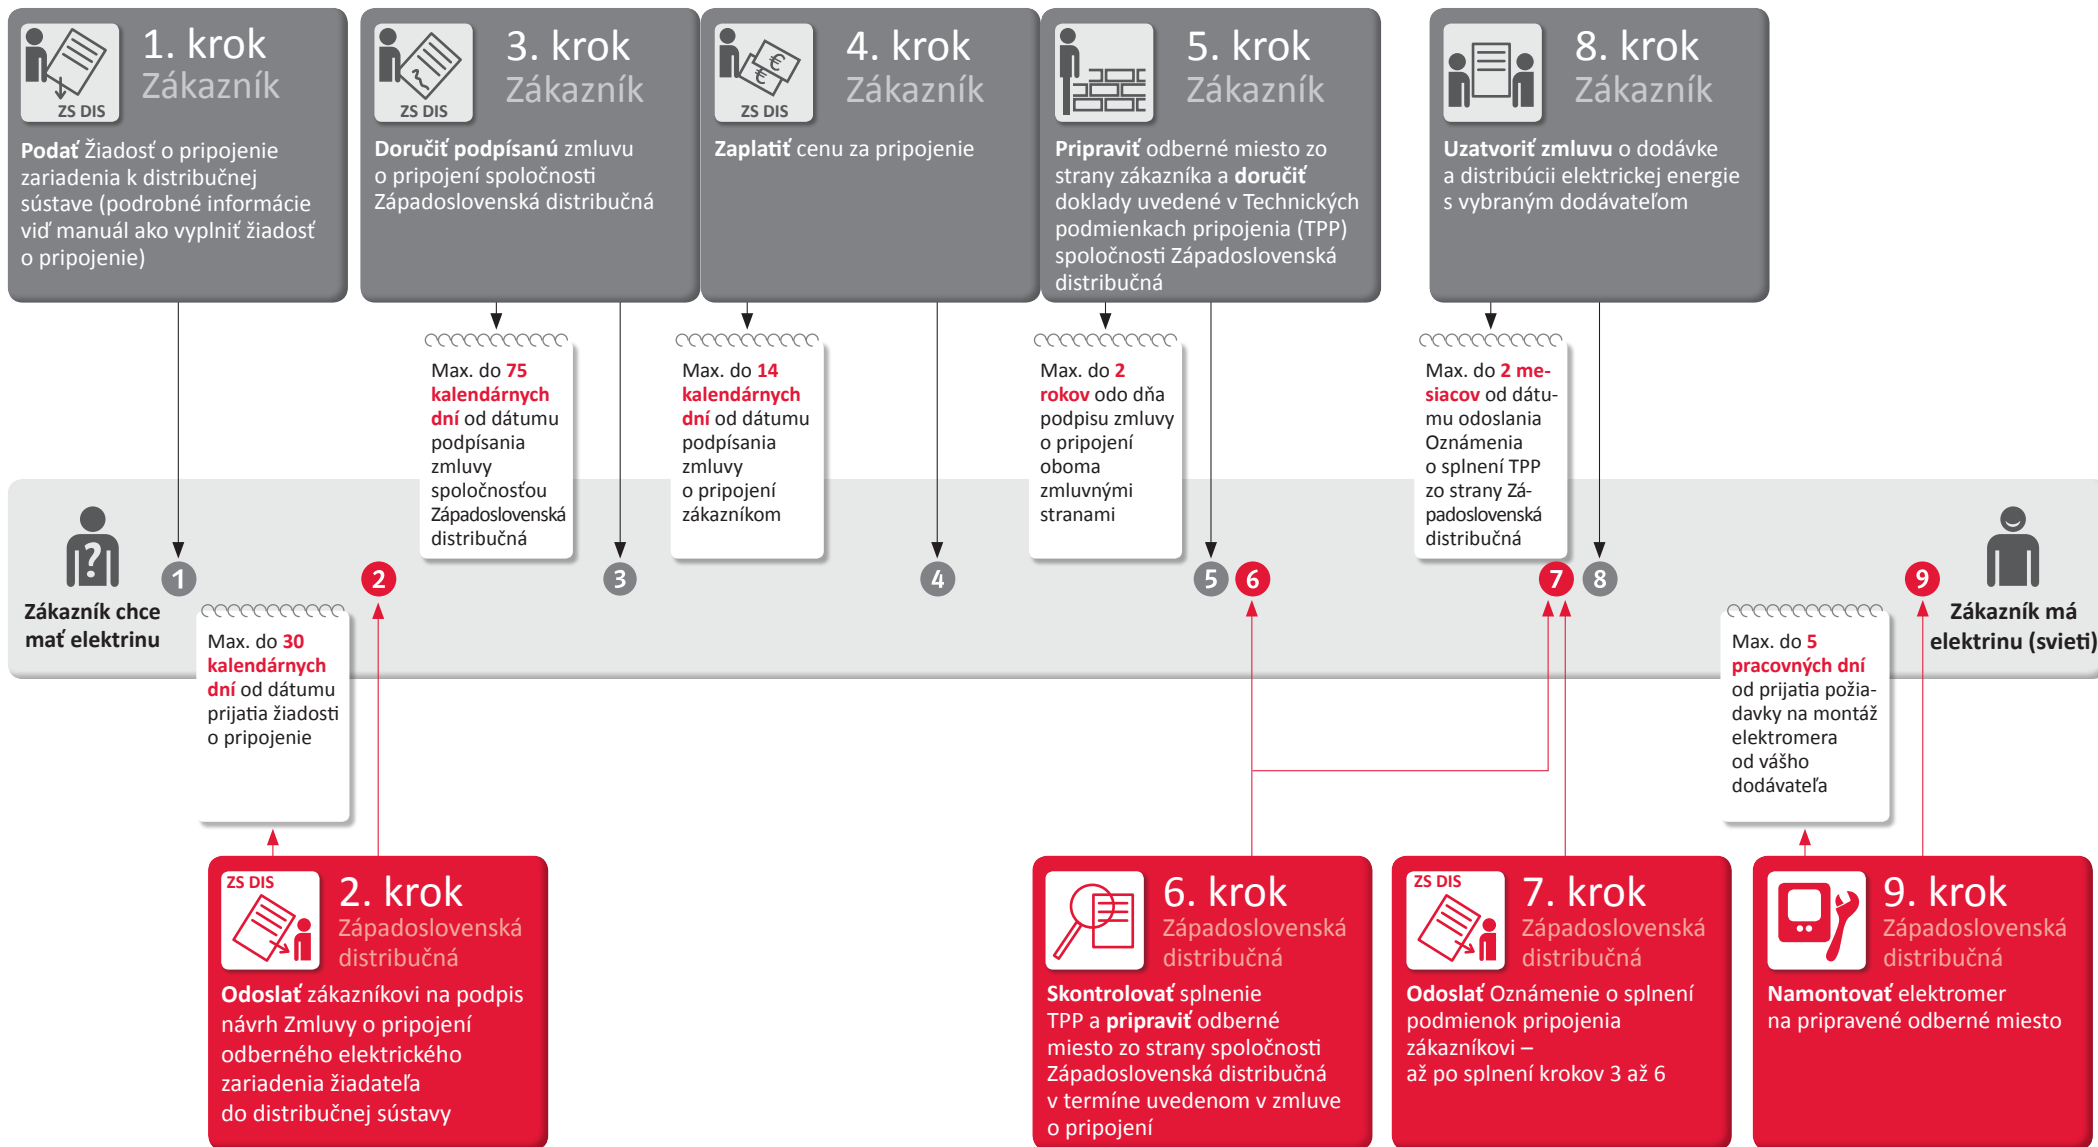 1. krok
Zákazník
ZS DIS
Podať Žiadosť o pripojenie
zariadenia k distribučnej
sústave (podrobné informácie
viď manuál ako vyplniť žiadosť
o pripojenie)
3. krok
Zákazník
ZS DIS
Doručiť podpísanú zmluvu
o pripojení spoločnosti
Západoslovenská distribučná
4. krok
Zákazník
€
€
ZS DIS
Zaplatiť cenu za pripojenie
5. krok
Zákazník
Pripraviť odberné miesto zo
strany zákazníka a doručiť
doklady uvedené v Technických
podmienkach pripojenia (TPP)
spoločnosti Západoslovenská
distribučná
8. krok
Zákazník
Uzatvoriť zmluvu o dodávke
a distribúcii elektrickej energie
s vybraným dodávateľom
Max. do 75
kalendárnych
dní od dátumu
podpísania
zmluvy
spoločnosťou
Západoslovenská
distribučná
Max. do 14
kalendárnych
dní od dátumu
podpísania
zmluvy
o pripojení
zákazníkom
Max. do 2
rokov odo dňa
podpisu zmluvy
o pripojení
oboma
zmluvnými
stranami
Max. do 2 me-
siacov od dátu-
mu odoslania
Oznámenia
o splnení TPP
zo strany Zá-
padoslovenská
distribučná
?
Zákazník chce
mať elektrinu
1
2
3
4
5
6
7
8
9
Zákazník má
elektrinu (svieti)
Max. do 30
kalendárnych
dní od dátumu
prijatia žiadosti
o pripojenie
Max. do 5
pracovných dní
od prijatia požia-
davky na montáž
elektromera
od vášho
dodávateľa
ZS DIS
2. krok
Západoslovenská
distribučná
Odoslať zákazníkovi na podpis
návrh Zmluvy o pripojení
odberného elektrického
zariadenia žiadateľa
do distribučnej sústavy
6. krok
Západoslovenská
distribučná
Skontrolovať splnenie
TPP a pripraviť odberné
miesto zo strany spoločnosti
Západoslovenská distribučná
v termíne uvedenom v zmluve
o pripojení
ZS DIS
7. krok
Západoslovenská
distribučná
Odoslať Oznámenie o splnení
podmienok pripojenia
zákazníkovi –
až po splnení krokov 3 až 6
9. krok
Západoslovenská
distribučná
Namontovať elektromer
na pripravené odberné miesto